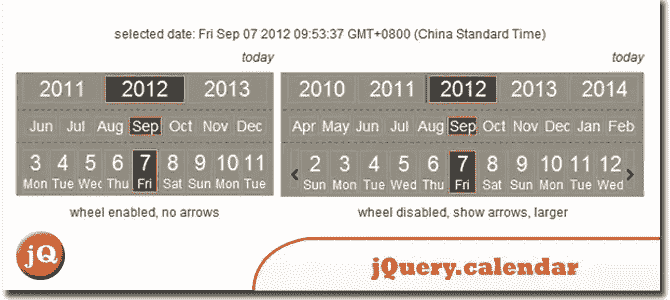 selected date: Fri Sep 07 2012 09:53:37 GMT+0800 (China Standard Time)
today
2011 2012 2013
Jun Jul Aug Sep Oct Nov Dec
3 4 5 6 7 8 9 10 11
Mon Tue Wed Thu Fri Sat Sun Mon Tue
wheel enabled, no arrows
today
2010 2011 2012 2013 2014
Apr May Jun Jul Aug Sep Oct Nov Dec Jan Feb
‹ 2 3 4 5 6 7 8 9 10 11 12 ›
Sun Mon Tue Wed Thu Fri Sat Sun Mon Tue Wed
wheel disabled, show arrows, larger
jQ
jQuery.calendar